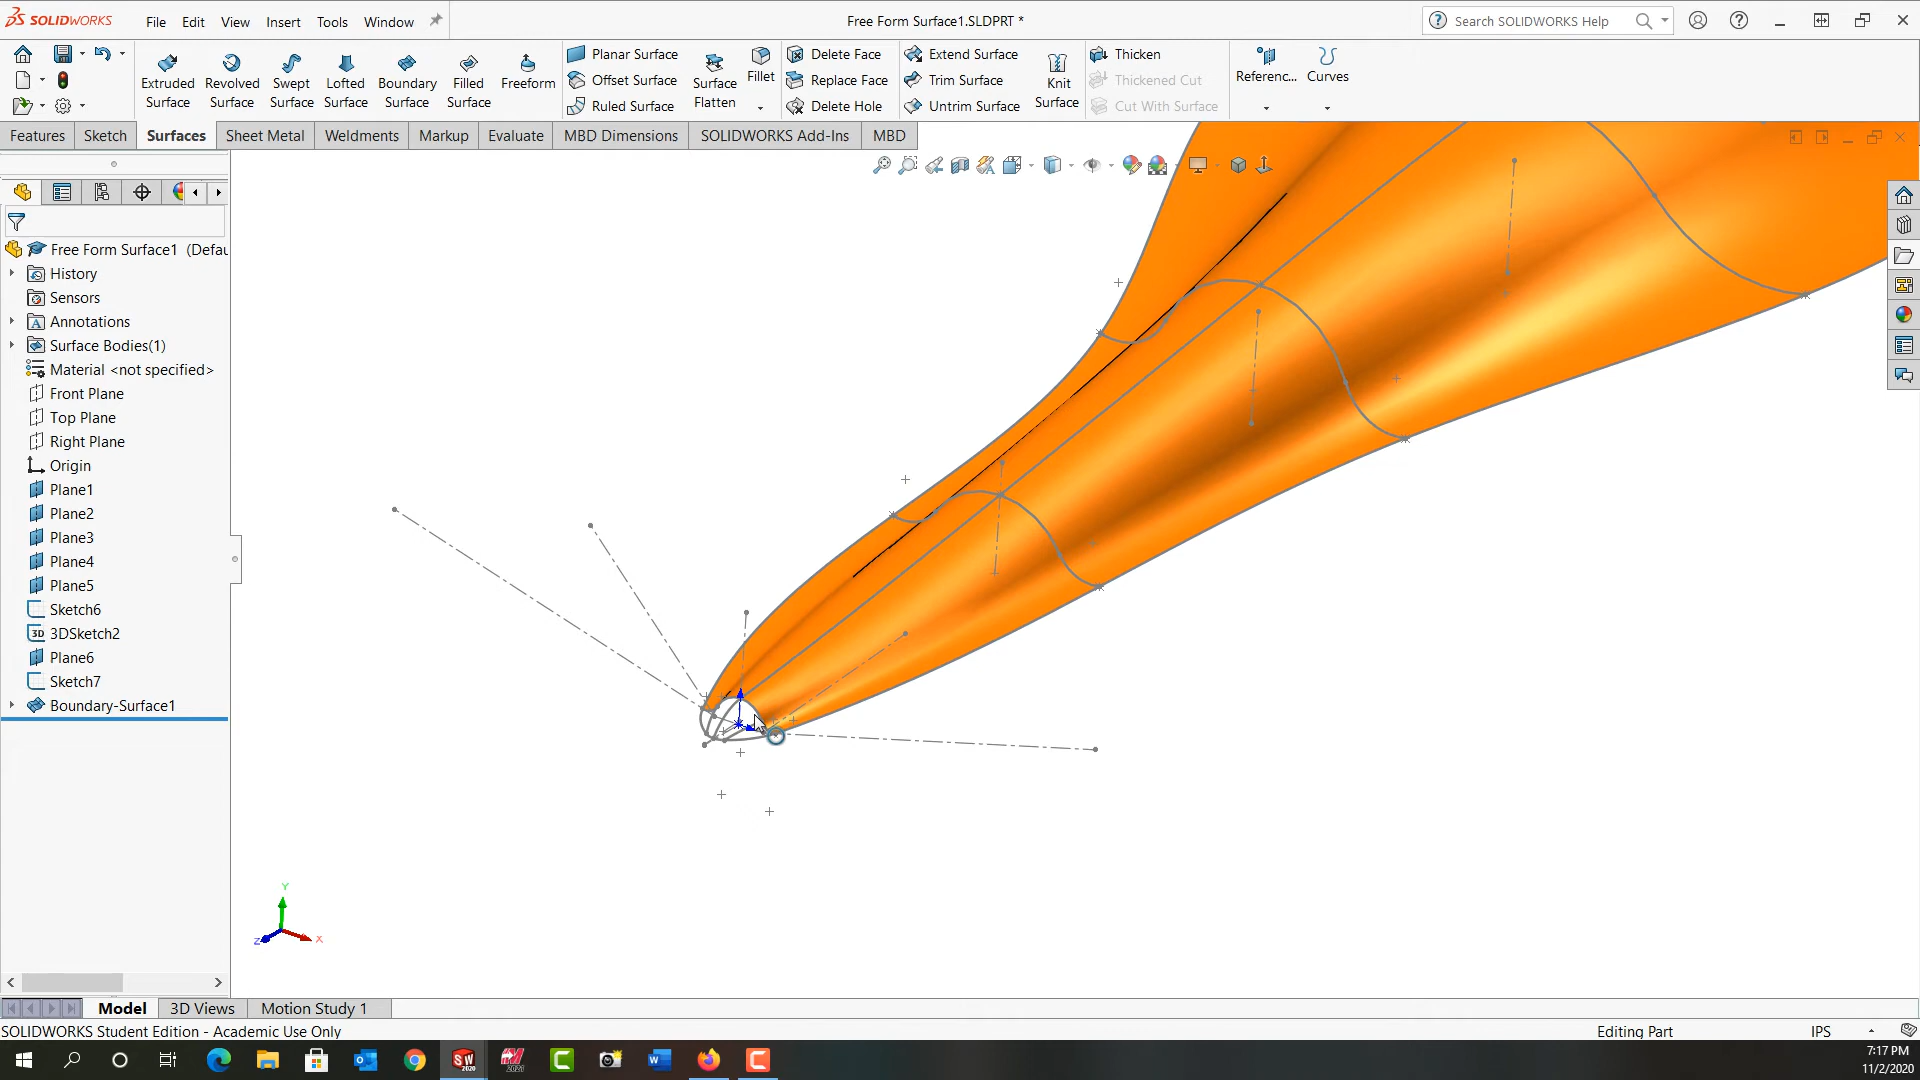 SOLIDWORKS File Edit View Insert Tools Window Free Form Surface1.SLDPRT * Search SOLIDWORKS Help
Extruded Surface
Revolved Surface
Swept Surface
Lofted Surface
Boundary Surface
Filled Surface
Freeform
Planar Surface
Offset Surface
Ruled Surface
Surface Flatten
Fillet
Delete Face
Replace Face
Delete Hole
Extend Surface
Trim Surface
Untrim Surface
Knit Surface
Thicken
Thickened Cut
Cut With Surface
Referenc...
Curves
Features Sketch Surfaces Sheet Metal Weldments Markup Evaluate MBD Dimensions SOLIDWORKS Add-Ins MBD
Free Form Surface1 (Defau
History
Sensors
Annotations
Surface Bodies(1)
Material <not specified>
Front Plane
Top Plane
Right Plane
Origin
Plane1
Plane2
Plane3
Plane4
Plane5
Sketch6
3D 3DSketch2
Plane6
Sketch7
Boundary-Surface1
Y
Z X
Model 3D Views Motion Study 1
SOLIDWORKS Student Edition - Academic Use Only Editing Part IPS
7:17 PM
11/2/2020